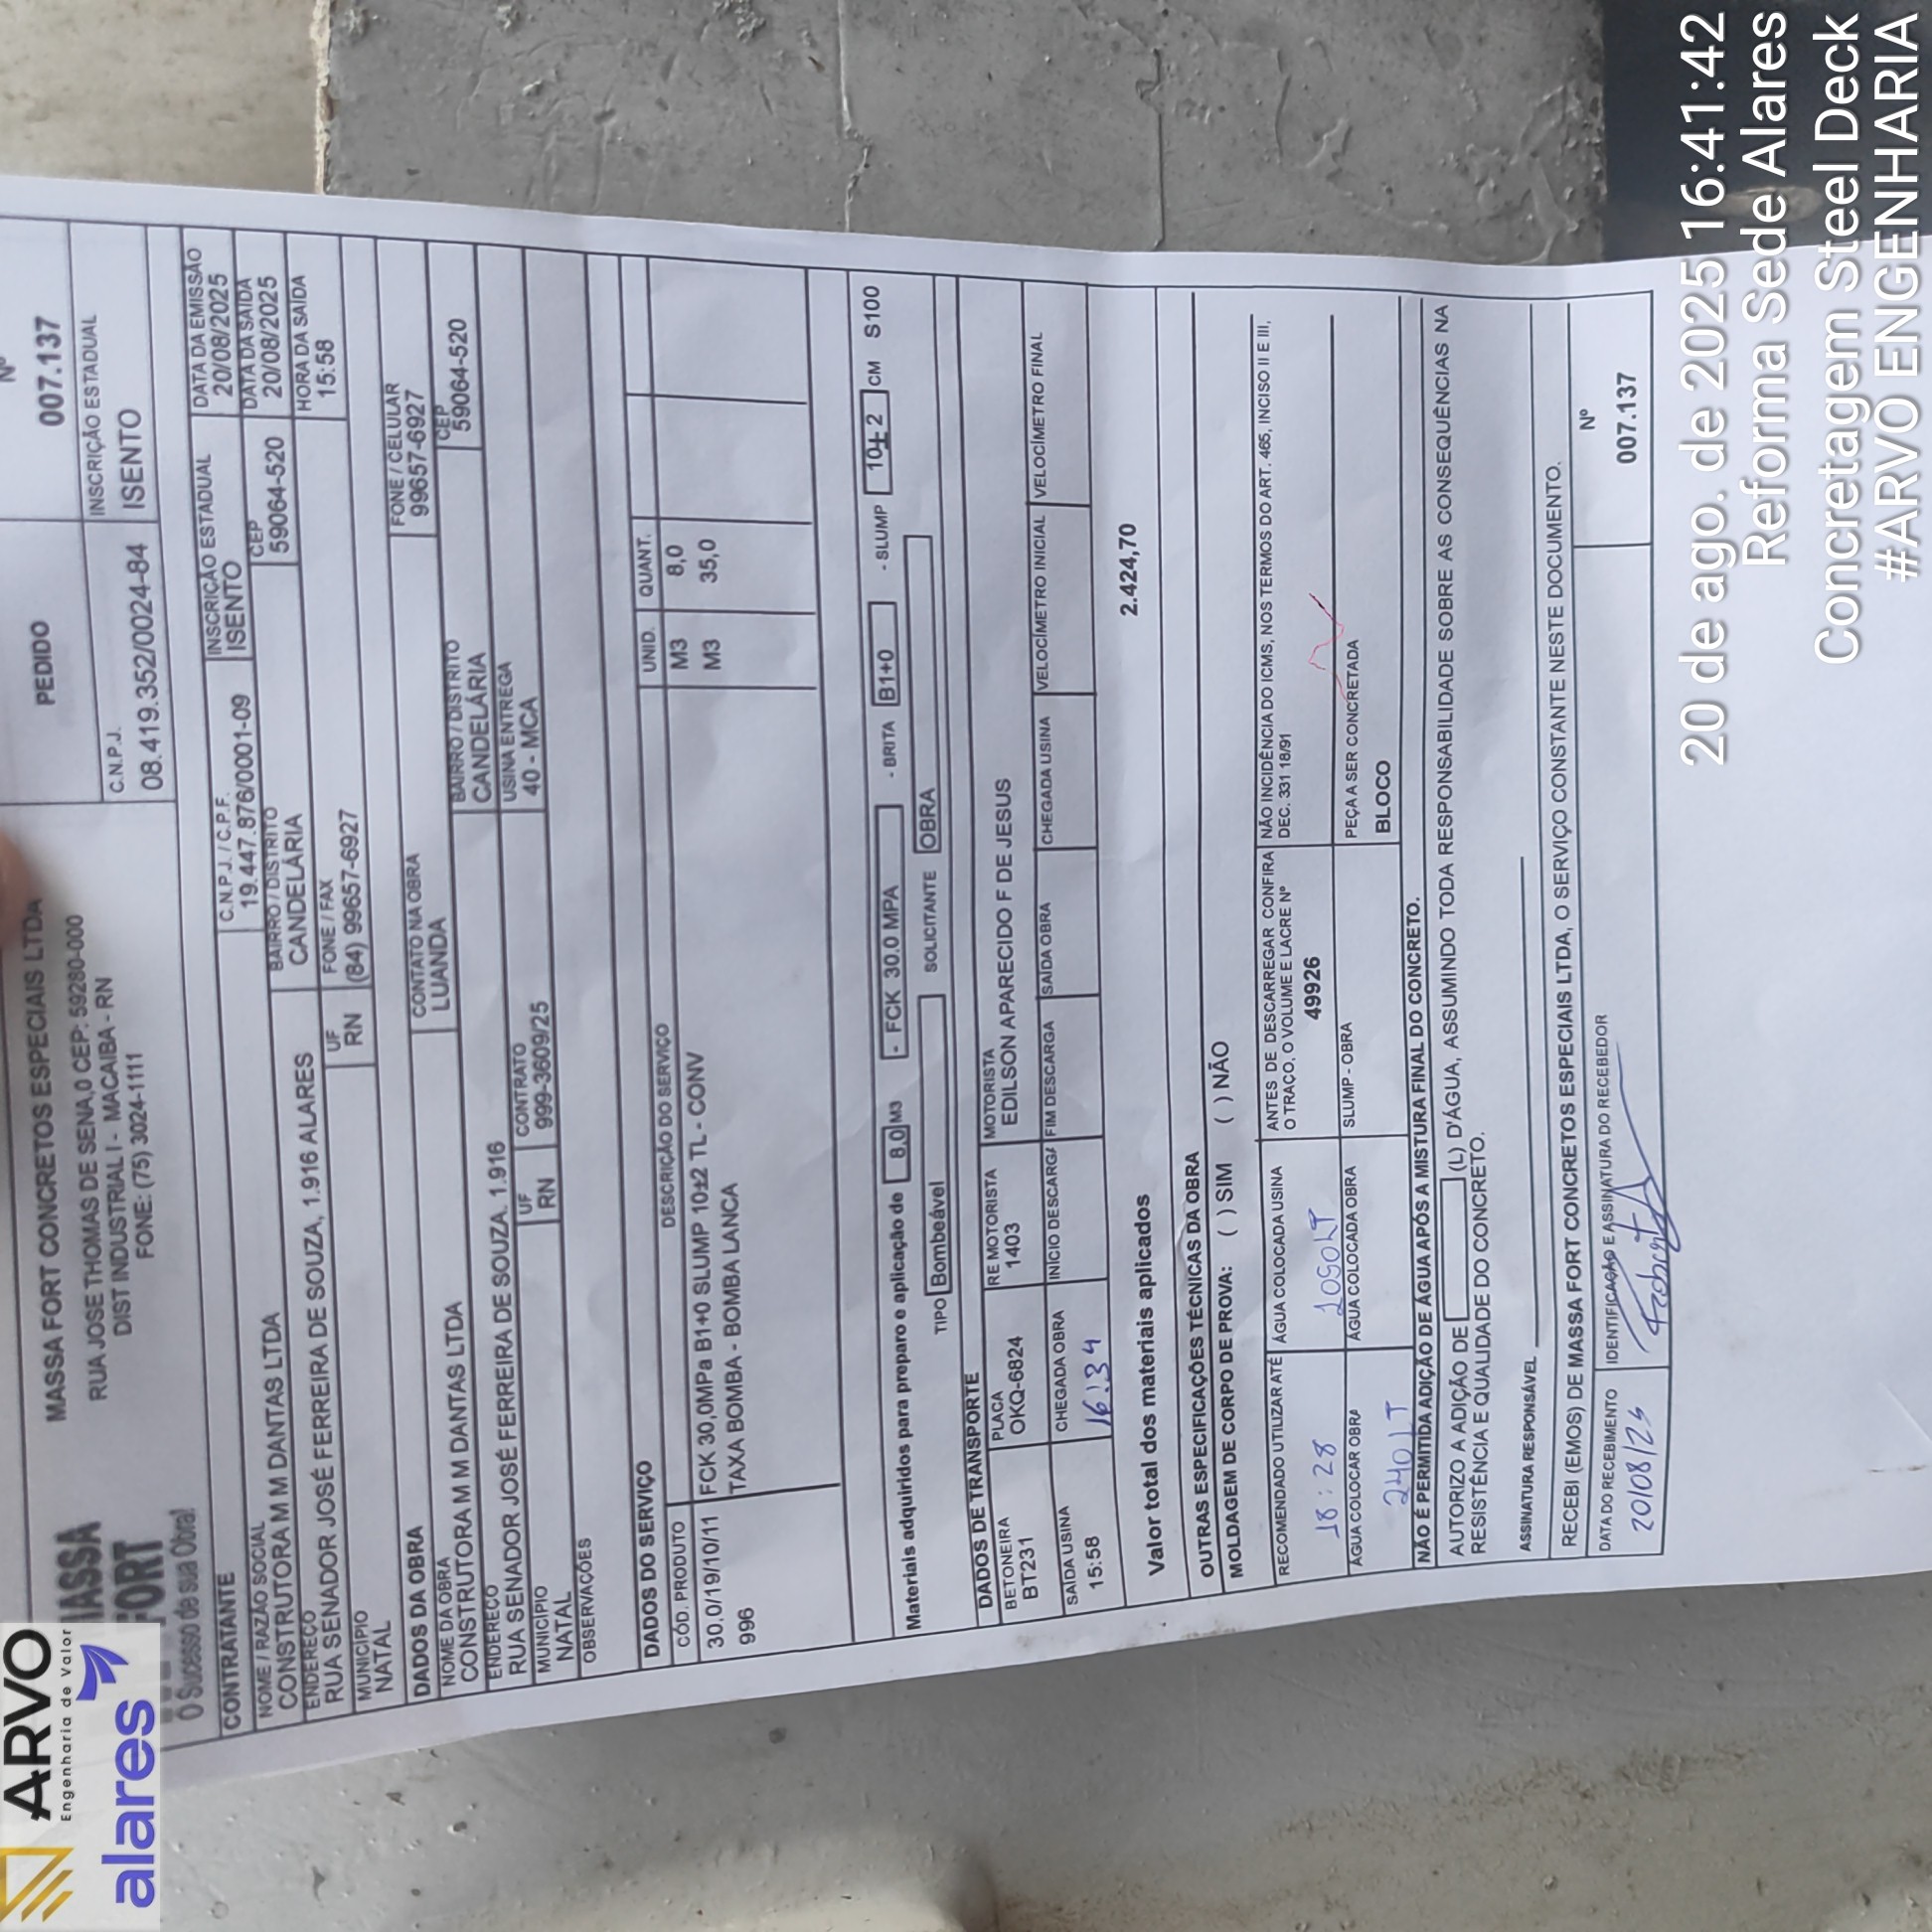 ARVO
Engenharia de Valor
alares
MASSA
FORT
O Sucesso de sua Obra!
MASSA FORT CONCRETOS ESPECIAIS LTDA
RUA JOSE THOMAS DE SENA,0 CEP: 59280-000
DIST INDUSTRIAL I - MACAIBA - RN
FONE: (75) 3024-1111
PEDIDO
Nº
007.137
C.N.P.J.
08.419.352/0024-84
INSCRIÇÃO ESTADUAL
ISENTO
CONTRATANTE
NOME / RAZÃO SOCIAL
CONSTRUTORA M M DANTAS LTDA
C.N.P.J. / C.P.F.
19.447.876/0001-09
INSCRIÇÃO ESTADUAL
ISENTO
DATA DA EMISSÃO
20/08/2025
ENDEREÇO
RUA SENADOR JOSÉ FERREIRA DE SOUZA, 1.916 ALARES
BAIRRO / DISTRITO
CANDELÁRIA
CEP
59064-520
DATA DA SAÍDA
20/08/2025
MUNICÍPIO
NATAL
UF
RN
FONE / FAX
(84) 99657-6927
HORA DA SAÍDA
15:58
DADOS DA OBRA
NOME DA OBRA
CONSTRUTORA M M DANTAS LTDA
CONTATO NA OBRA
LUANDA
FONE / CELULAR
99657-6927
ENDEREÇO
RUA SENADOR JOSÉ FERREIRA DE SOUZA. 1.916
BAIRRO / DISTRITO
CANDELÁRIA
CEP
59064-520
MUNICÍPIO
NATAL
UF
RN
CONTRATO
999-3609/25
USINA ENTREGA
40 - MCA
OBSERVAÇÕES
DADOS DO SERVIÇO
CÓD. PRODUTO DESCRIÇÃO DO SERVIÇO UNID. QUANT.
30,0/19/10/11 FCK 30,0MPa B1+0 SLUMP 10±2 TL - CONV M3 8,0
996 TAXA BOMBA - BOMBA LANCA M3 35,0
Materiais adquiridos para preparo e aplicação de 8,0 M3 - FCK 30.0 MPA - BRITA B1+0 - SLUMP 10± 2 CM S100
TIPO Bombeável SOLICITANTE OBRA
DADOS DE TRANSPORTE
BETONEIRA
BT231
PLACA
OKQ-6824
RE MOTORISTA
1403
MOTORISTA
EDILSON APARECIDO F DE JESUS
SAÍDA USINA
15:58
CHEGADA OBRA
16:34
INÍCIO DESCARGA
FIM DESCARGA
SAÍDA OBRA
CHEGADA USINA
VELOCÍMETRO INICIAL
VELOCÍMETRO FINAL
Valor total dos materiais aplicados 2.424,70
OUTRAS ESPECIFICAÇÕES TÉCNICAS DA OBRA
MOLDAGEM DE CORPO DE PROVA: ( ) SIM ( ) NÃO
RECOMENDADO UTILIZAR ATÉ
18:28
ÁGUA COLOCADA USINA
1050LT
ANTES DE DESCARREGAR CONFIRA
O TRAÇO, O VOLUME E LACRE Nº
49926
NÃO INCIDÊNCIA DO ICMS, NOS TERMOS DO ART. 465, INCISO II E III,
DEC. 331 18/91
ÁGUA COLOCAR OBRA
240LT
ÁGUA COLOCADA OBRA
SLUMP - OBRA
PEÇA A SER CONCRETADA
BLOCO
NÃO É PERMITIDA ADIÇÃO DE ÁGUA APÓS A MISTURA FINAL DO CONCRETO.
AUTORIZO A ADIÇÃO DE (L) D'ÁGUA, ASSUMINDO TODA RESPONSABILIDADE SOBRE AS CONSEQUÊNCIAS NA
RESISTÊNCIA E QUALIDADE DO CONCRETO.
ASSINATURA RESPONSÁVEL
RECEBI (EMOS) DE MASSA FORT CONCRETOS ESPECIAIS LTDA, O SERVIÇO CONSTANTE NESTE DOCUMENTO.
DATA DO RECEBIMENTO
20/08/25
IDENTIFICAÇÃO E ASSINATURA DO RECEBEDOR
Nº
007.137
20 de ago. de 2025 16:41:42
Reforma Sede Alares
Concretagem Steel Deck
#ARVO ENGENHARIA